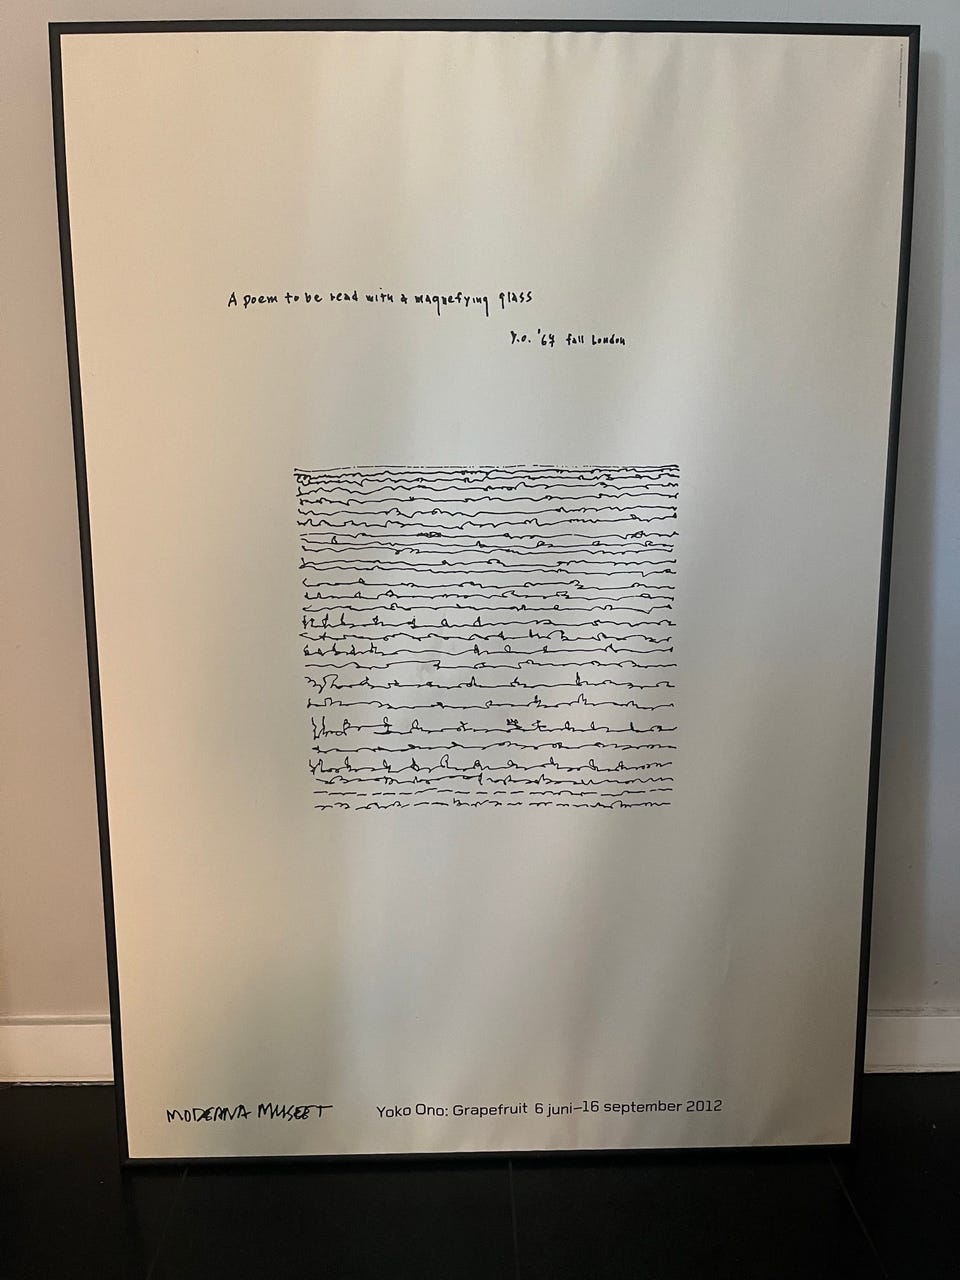 A poem to be read with a magnefying glass
Y.O. '67 fall London
MODERNA MUSEET
Yoko Ono: Grapefruit 6 juni–16 september 2012